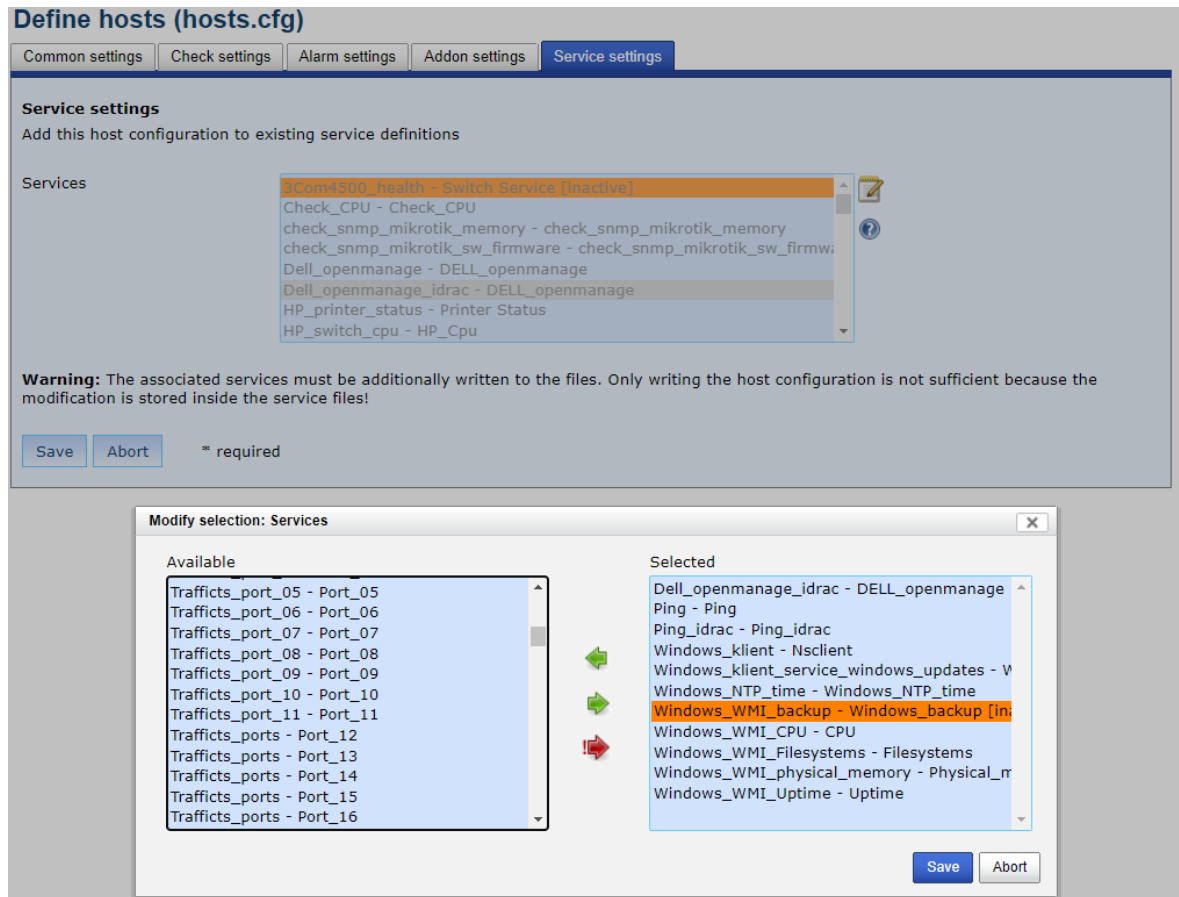 Define hosts (hosts.cfg)
Common settings
Check settings
Alarm settings
Addon settings
Service settings
Service settings
Add this host configuration to existing service definitions
Services
3Com4500_health - Switch Service [inactive]
Check_CPU - Check_CPU
check_snmp_mikrotik_memory - check_snmp_mikrotik_memory
check_snmp_mikrotik_sw_firmware - check_snmp_mikrotik_sw_firmw
Dell_openmanage - DELL_openmanage
Dell_openmanage_idrac - DELL_openmanage
HP_printer_status - Printer Status
HP_switch_cpu - HP_Cpu
Warning: The associated services must be additionally written to the files. Only writing the host configuration is not sufficient because the
modification is stored inside the service files!
Save
Abort
* required
Modify selection: Services
Available
Trafficts_port_05 - Port_05
Trafficts_port_06 - Port_06
Trafficts_port_07 - Port_07
Trafficts_port_08 - Port_08
Trafficts_port_09 - Port_09
Trafficts_port_10 - Port_10
Trafficts_port_11 - Port_11
Trafficts_ports - Port_12
Trafficts_ports - Port_13
Trafficts_ports - Port_14
Trafficts_ports - Port_15
Trafficts_ports - Port_16
Selected
Dell_openmanage_idrac - DELL_openmanage
Ping - Ping
Ping_idrac - Ping_idrac
Windows_klient - Nsclient
Windows_klient_service_windows_updates - W
Windows_NTP_time - Windows_NTP_time
Windows_WMI_backup - Windows_backup [ina
Windows_WMI_CPU - CPU
Windows_WMI_Filesystems - Filesystems
Windows_WMI_physical_memory - Physical_m
Windows_WMI_Uptime - Uptime
Save
Abort